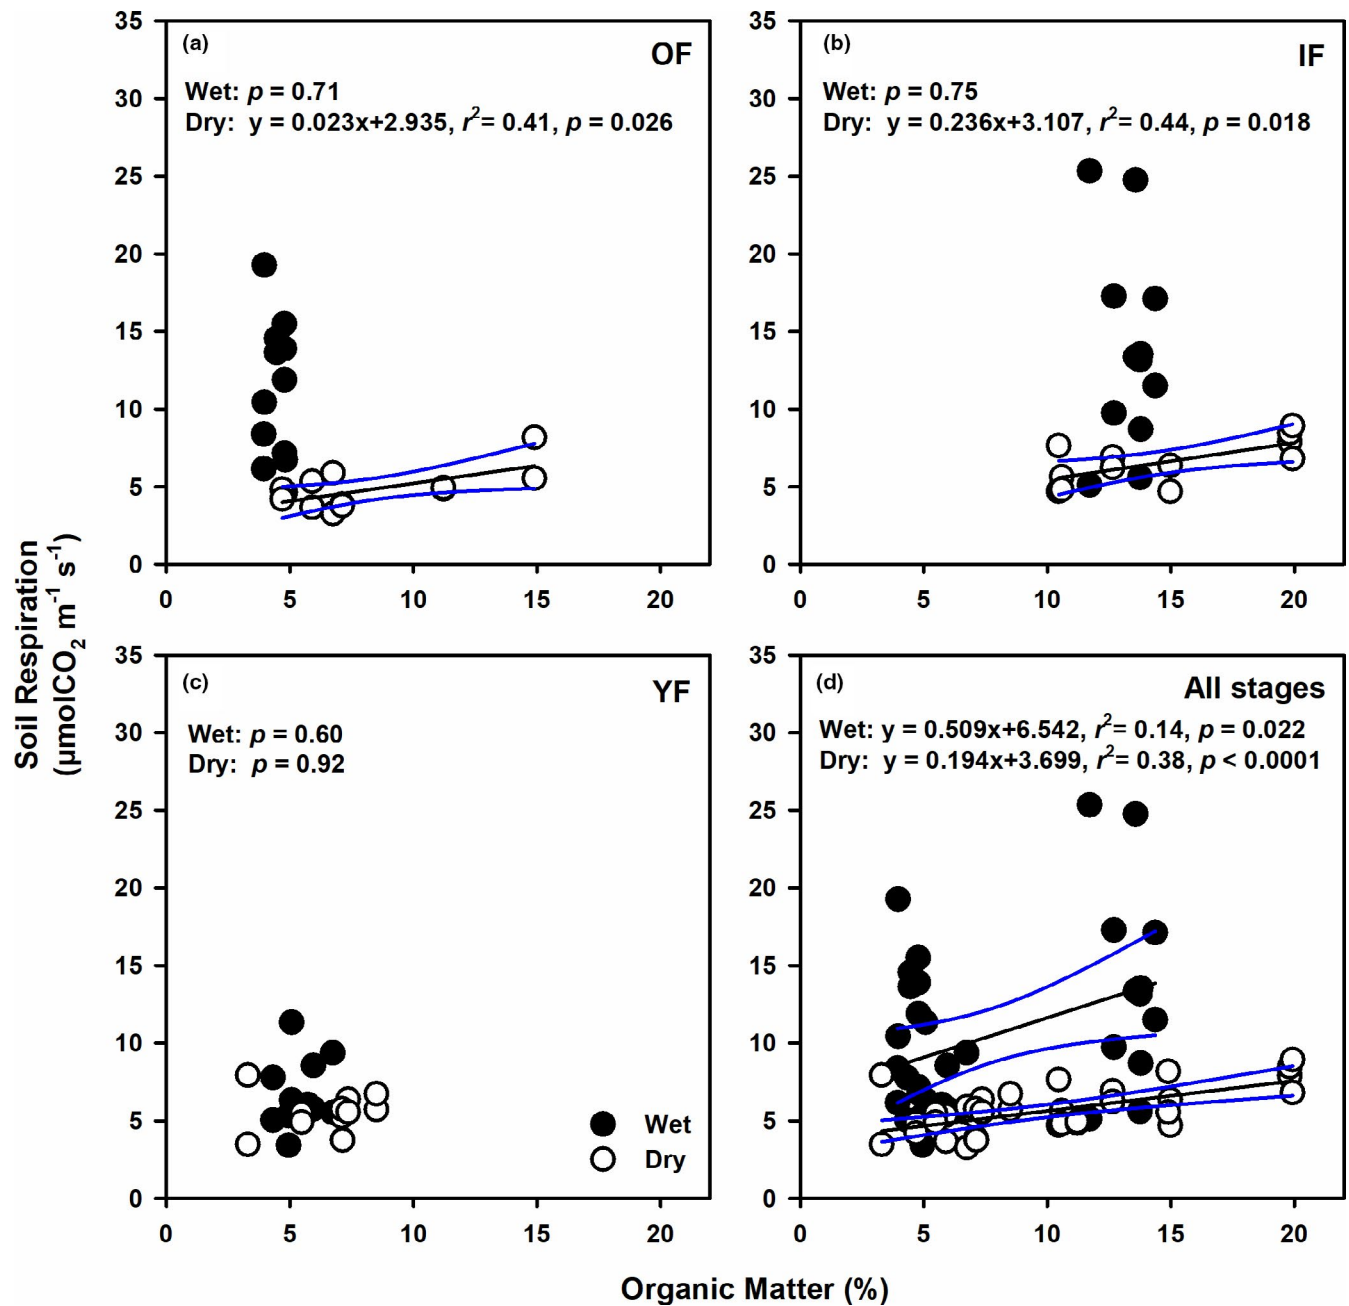 (a)
OF
Wet: p = 0.71
Dry: y = 0.023x+2.935, r²= 0.41, p = 0.026
35
30
25
20
15
10
5
0
0 5 10 15 20
(b)
IF
Wet: p = 0.75
Dry: y = 0.236x+3.107, r²= 0.44, p = 0.018
35
30
25
20
15
10
5
0
0 5 10 15 20
Soil Respiration
(µmolCO₂ m⁻¹ s⁻¹)
(c)
YF
Wet: p = 0.60
Dry: p = 0.92
35
30
25
20
15
10
5
0
Wet
Dry
0 5 10 15 20
(d)
All stages
Wet: y = 0.509x+6.542, r²= 0.14, p = 0.022
Dry: y = 0.194x+3.699, r²= 0.38, p < 0.0001
35
30
25
20
15
10
5
0
0 5 10 15 20
Organic Matter (%)